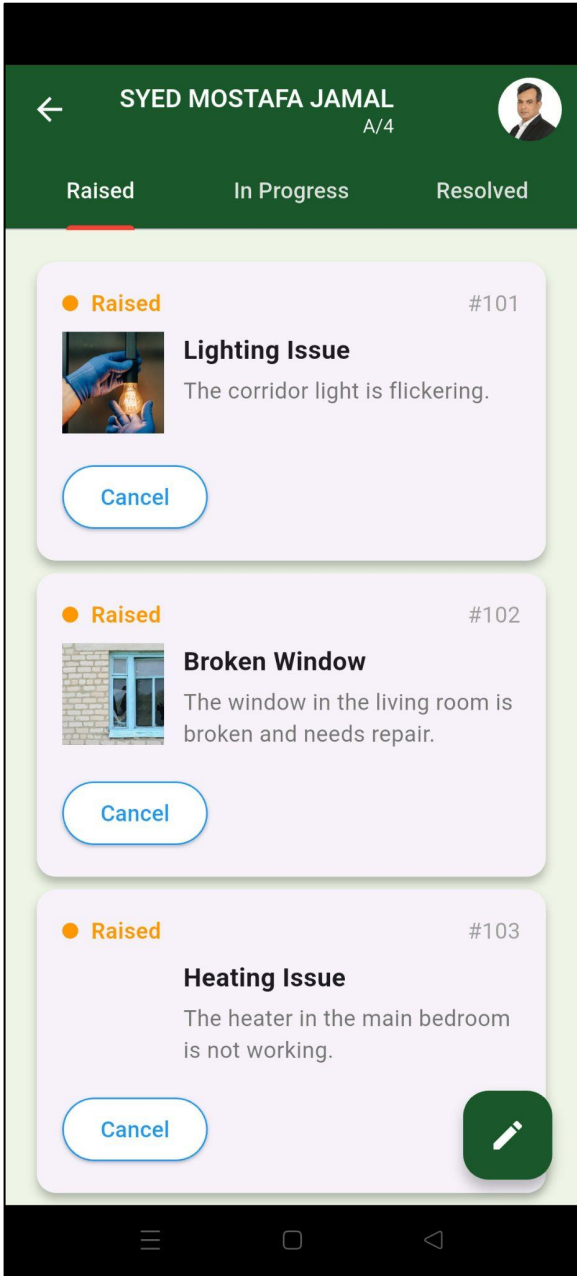 SYED MOSTAFA JAMAL
A/4
Raised In Progress Resolved
Raised #101
Lighting Issue
The corridor light is flickering.
Cancel
Raised #102
Broken Window
The window in the living room is
broken and needs repair.
Cancel
Raised #103
Heating Issue
The heater in the main bedroom
is not working.
Cancel